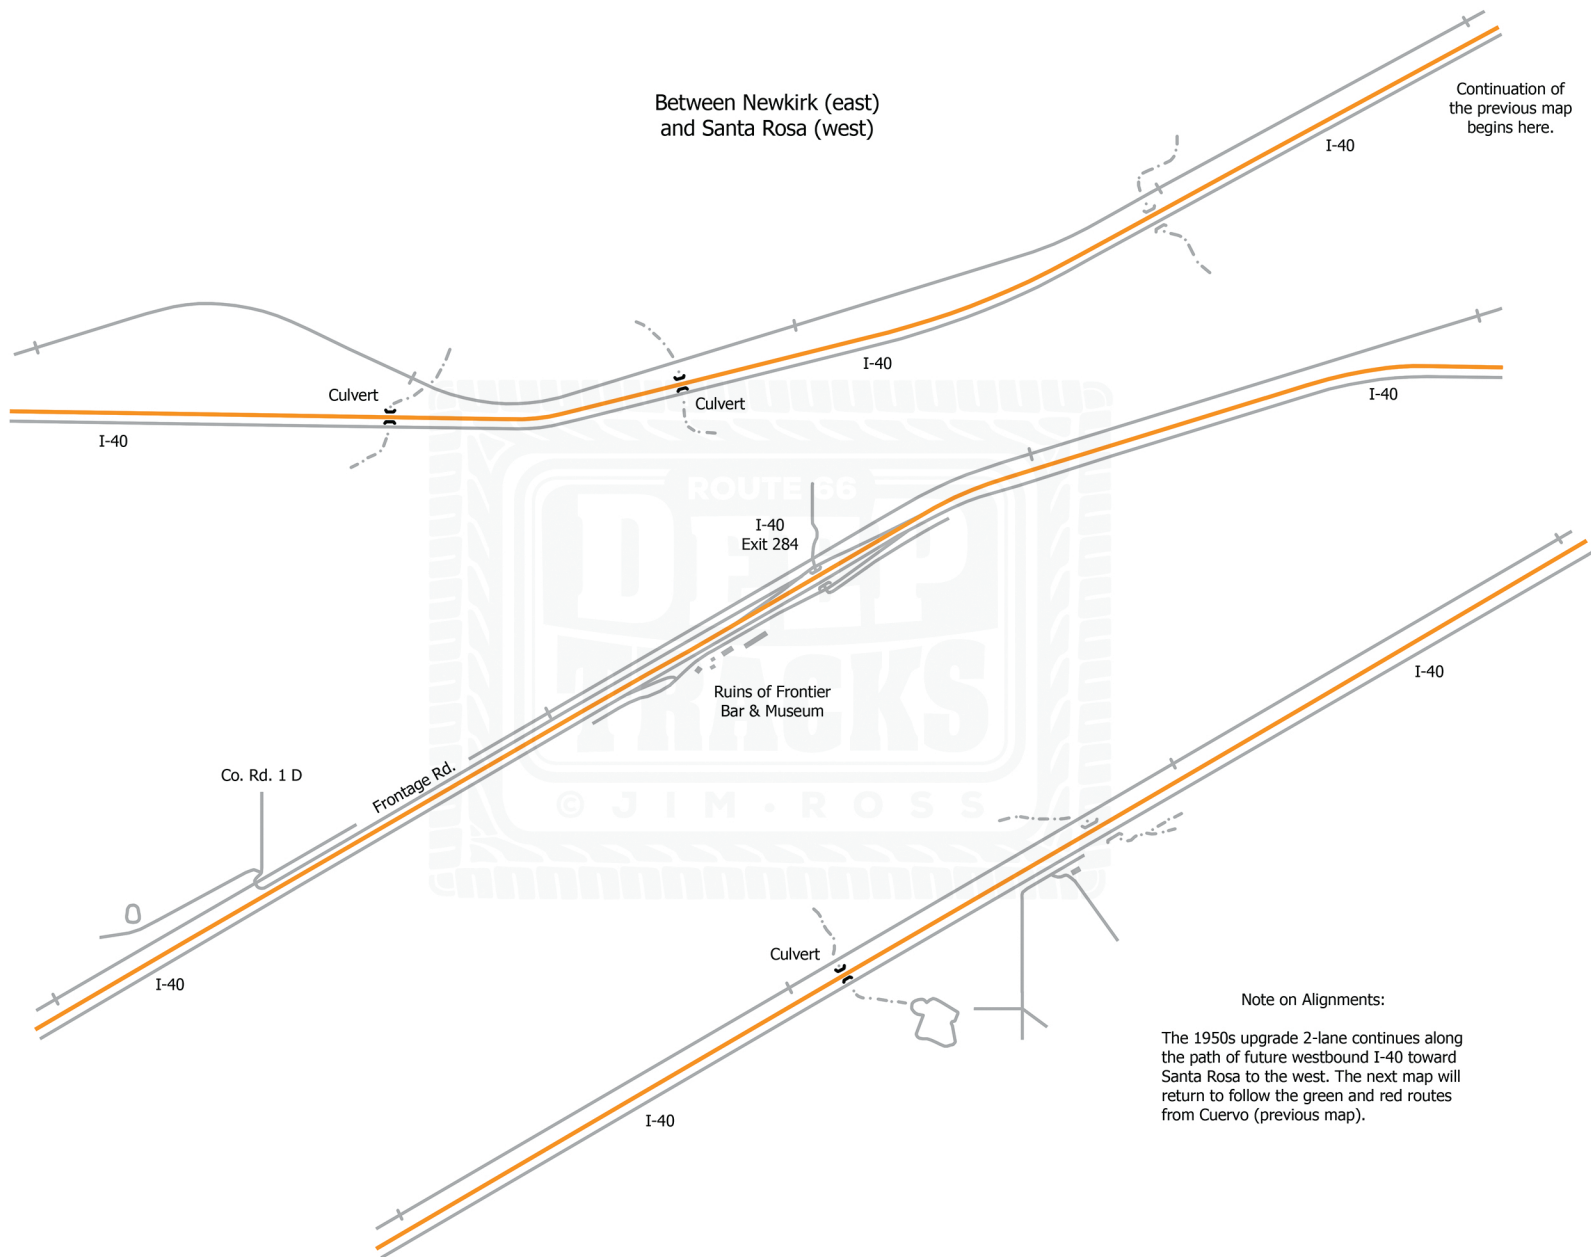 Between Newkirk (east)
and Santa Rosa (west)
Continuation of
the previous map
begins here.
I-40
I-40
Culvert
Culvert
I-40
I-40
ROUTE 66
DEEP
TRACKS
© JIM • ROSS
I-40
Exit 284
Ruins of Frontier
Bar & Museum
I-40
Frontage Rd.
Co. Rd. 1 D
I-40
Culvert
I-40
Note on Alignments:
The 1950s upgrade 2-lane continues along
the path of future westbound I-40 toward
Santa Rosa to the west. The next map will
return to follow the green and red routes
from Cuervo (previous map).